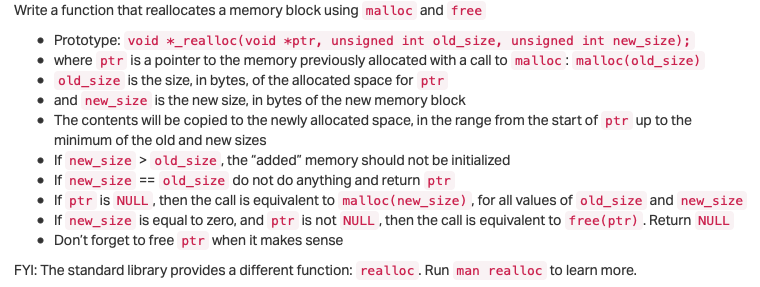 Write a function that reallocates a memory block using malloc and free
• Prototype: void *_realloc(void *ptr, unsigned int old_size, unsigned int new_size);
• where ptr is a pointer to the memory previously allocated with a call to malloc: malloc(old_size)
• old_size is the size, in bytes, of the allocated space for ptr
• and new_size is the new size, in bytes of the new memory block
• The contents will be copied to the newly allocated space, in the range from the start of ptr up to the
minimum of the old and new sizes
• If new_size > old_size, the “added” memory should not be initialized
• If new_size == old_size do not do anything and return ptr
• If ptr is NULL, then the call is equivalent to malloc(new_size), for all values of old_size and new_size
• If new_size is equal to zero, and ptr is not NULL, then the call is equivalent to free(ptr). Return NULL
• Don’t forget to free ptr when it makes sense
FYI: The standard library provides a different function: realloc. Run man realloc to learn more.